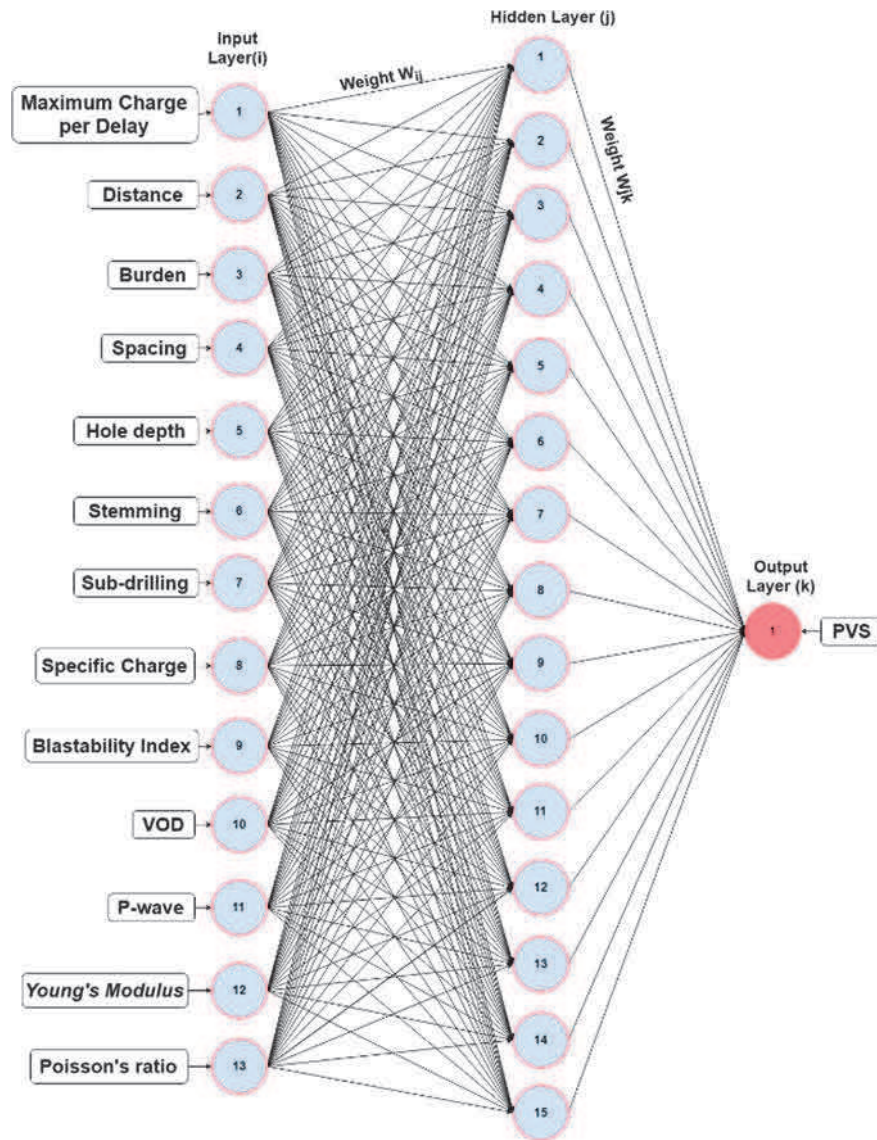 Hidden Layer (j)
Input
Layer(i)
Weight Wij
Weight Wjk
Maximum Charge
per Delay
1
Distance
2
Burden
3
Spacing
4
Hole depth
5
Stemming
6
Sub-drilling
7
Specific Charge
8
Blastability Index
9
VOD
10
P-wave
11
Young's Modulus
12
Poisson's ratio
13
1
2
3
4
5
6
7
8
9
10
11
12
13
14
15
Output
Layer (k)
1
PVS